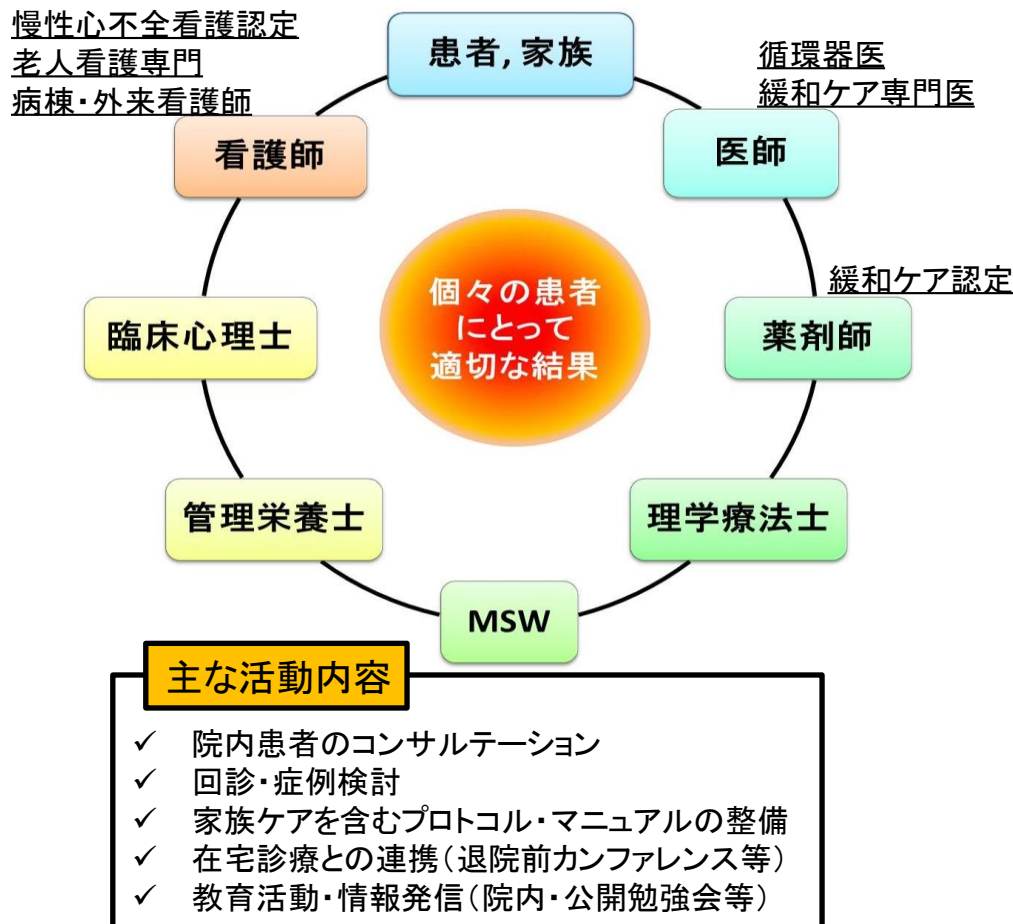 慢性心不全看護認定
老人看護専門
病棟・外来看護師
患者,家族
循環器医
緩和ケア専門医
看護師
医師
個々の患者
にとって
適切な結果
緩和ケア認定
臨床心理士
薬剤師
管理栄養士
理学療法士
MSW
主な活動内容
✓ 院内患者のコンサルテーション
✓ 回診・症例検討
✓ 家族ケアを含むプロトコル・マニュアルの整備
✓ 在宅診療との連携(退院前カンファレンス等)
✓ 教育活動・情報発信(院内・公開勉強会等)